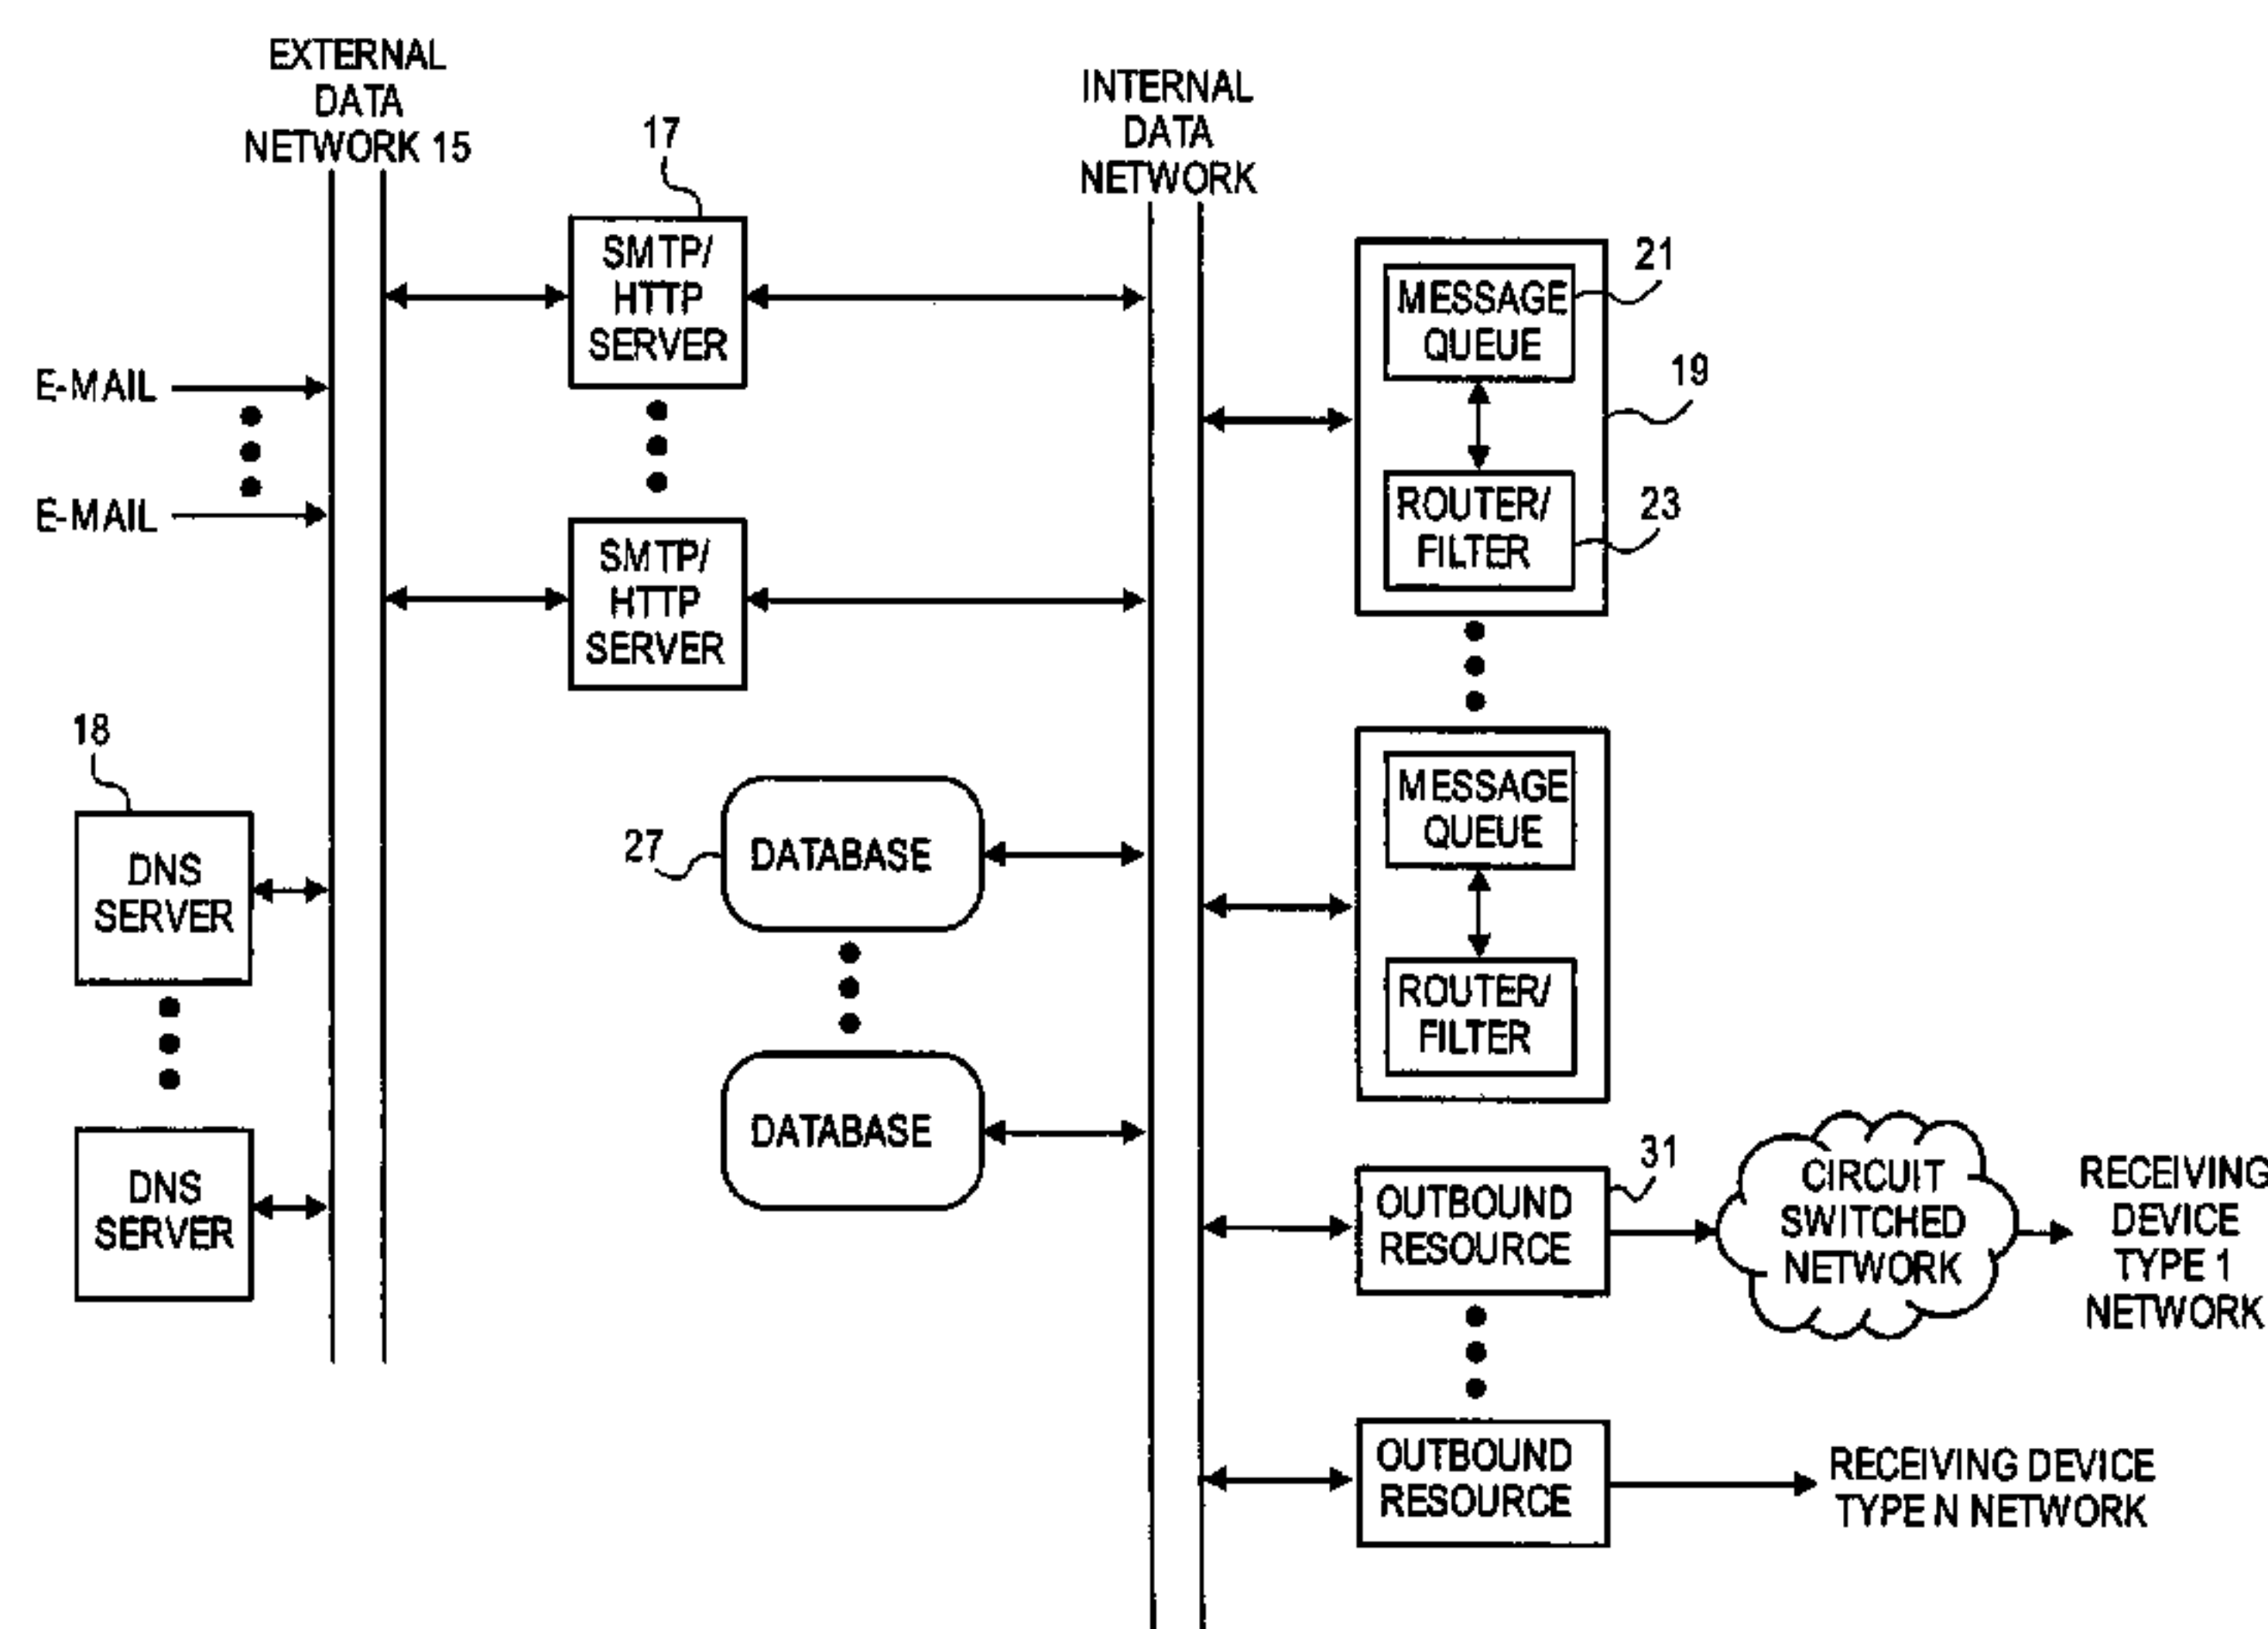 EXTERNAL
DATA
NETWORK 15
INTERNAL
DATA
NETWORK
17
SMTP/
HTTP
SERVER
E-MAIL
E-MAIL
SMTP/
HTTP
SERVER
21
MESSAGE
QUEUE
19
ROUTER/
FILTER
23
18
DNS
SERVER
DNS
SERVER
27
DATABASE
DATABASE
MESSAGE
QUEUE
ROUTER/
FILTER
31
OUTBOUND
RESOURCE
CIRCUIT
SWITCHED
NETWORK
RECEIVING
DEVICE
TYPE 1
NETWORK
OUTBOUND
RESOURCE
RECEIVING DEVICE
TYPE N NETWORK